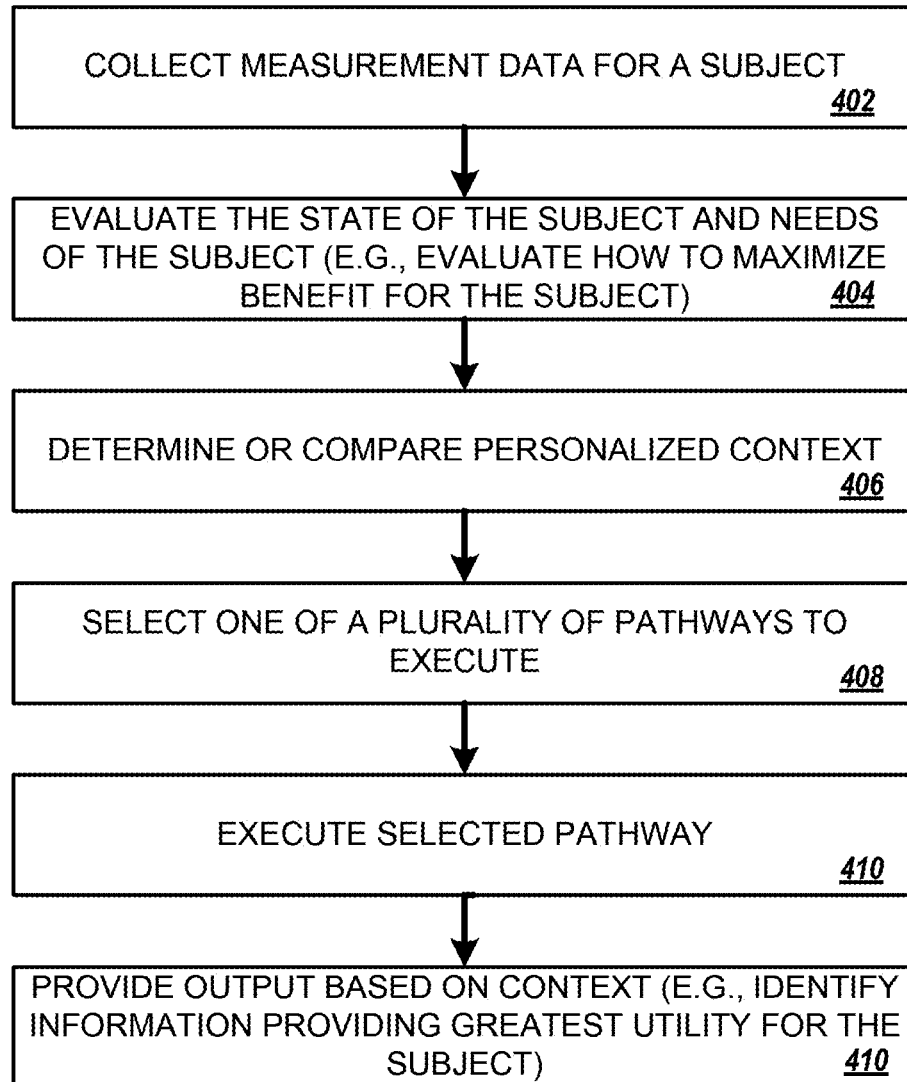 COLLECT MEASUREMENT DATA FOR A SUBJECT
402
EVALUATE THE STATE OF THE SUBJECT AND NEEDS
OF THE SUBJECT (E.G., EVALUATE HOW TO MAXIMIZE
BENEFIT FOR THE SUBJECT)
404
DETERMINE OR COMPARE PERSONALIZED CONTEXT
406
SELECT ONE OF A PLURALITY OF PATHWAYS TO
EXECUTE
408
EXECUTE SELECTED PATHWAY
410
PROVIDE OUTPUT BASED ON CONTEXT (E.G., IDENTIFY
INFORMATION PROVIDING GREATEST UTILITY FOR THE
SUBJECT)
410